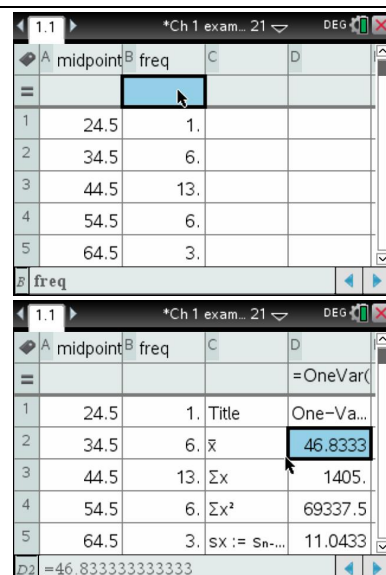 1.1 *Ch 1 exam... 21 DEG
A midpoint B freq C D
=
1 24.5 1.
2 34.5 6.
3 44.5 13.
4 54.5 6.
5 64.5 3.
B freq
1.1 *Ch 1 exam... 21 DEG
A midpoint B freq C D
= =OneVar(
1 24.5 1. Title One-Va...
2 34.5 6. x̄ 46.8333
3 44.5 13. Σx 1405.
4 54.5 6. Σx² 69337.5
5 64.5 3. sx := sₙ₋... 11.0433
D2 =46.833333333333